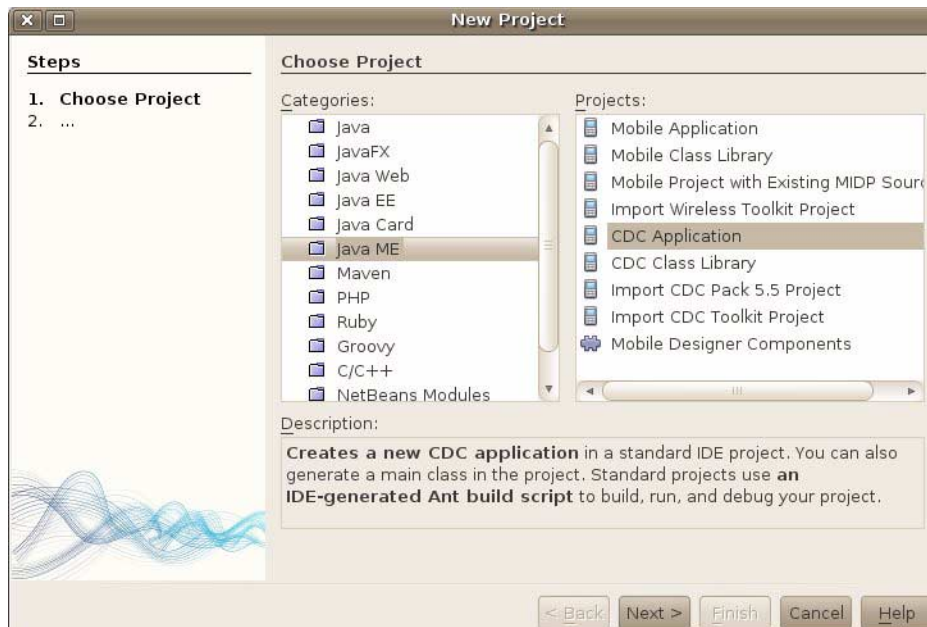 New Project
Steps
1. Choose Project
2. ...
Choose Project
Categories:
Java
JavaFX
Java Web
Java EE
Java Card
Java ME
Maven
PHP
Ruby
Groovy
C/C++
NetBeans Modules
Projects:
Mobile Application
Mobile Class Library
Mobile Project with Existing MIDP Sour
Import Wireless Toolkit Project
CDC Application
CDC Class Library
Import CDC Pack 5.5 Project
Import CDC Toolkit Project
Mobile Designer Components
Description:
Creates a new CDC application in a standard IDE project. You can also
generate a main class in the project. Standard projects use an
IDE-generated Ant build script to build, run, and debug your project.
< Back
Next >
Finish
Cancel
Help